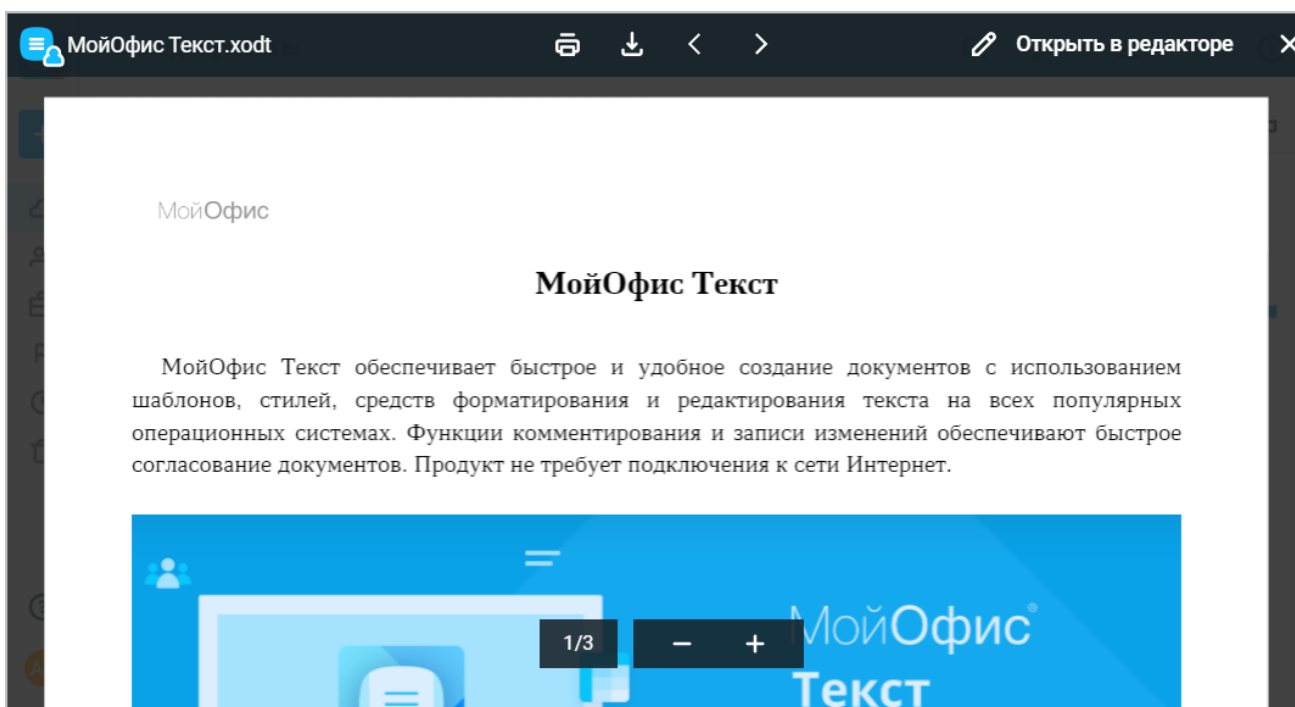 МойОфис Текст.xodt
Открыть в редакторе
МойОфис
МойОфис Текст
МойОфис Текст обеспечивает быстрое и удобное создание документов с использованием
шаблонов, стилей, средств форматирования и редактирования текста на всех популярных
операционных системах. Функции комментирования и записи изменений обеспечивают быстрое
согласование документов. Продукт не требует подключения к сети Интернет.
МойОфис®
1/3
Текст